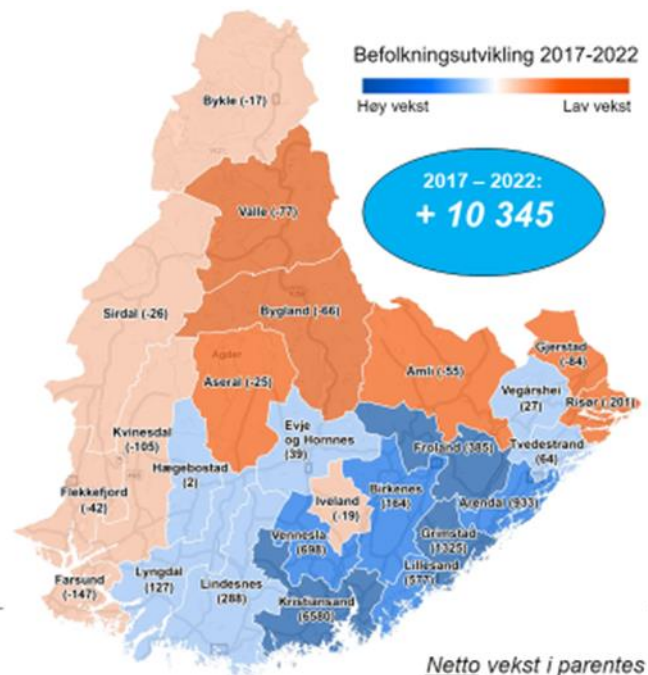 Befolkningsutvikling 2017-2022
Høy vekst
Lav vekst
2017 – 2022:
+ 10 345
Bykle (-17)
Valle (-77)
Sirdal (-26)
Bygland (-66)
Agder
Åseral (-25)
Åmli (-55)
Gjerstad
(-84)
Vegårshei
(27)
Risør (-201)
Kvinesdal
(-105)
Evje
og Hornnes
(39)
Froland (385)
Tvedestrand
(64)
Hægebostad
(2)
Flekkefjord
(-42)
Iveland
(-19)
Birkenes
(164)
Arendal (933)
Vennesla
(698)
Grimstad
(1325)
Lillesand
(577)
Farsund
(-147)
Lyngdal
(127)
Lindesnes
(288)
Kristiansand
(6580)
Netto vekst i parentes